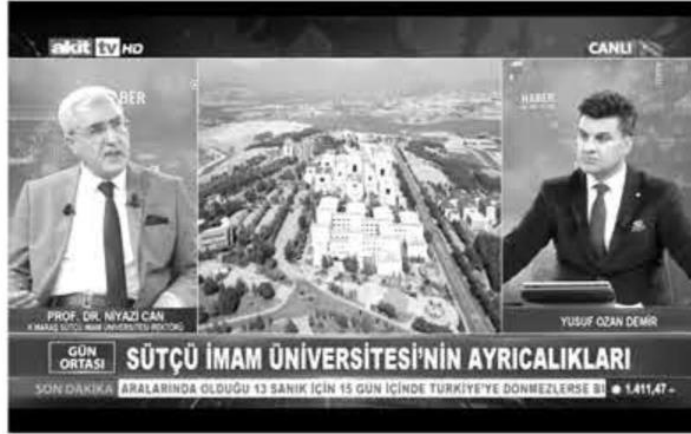 akit tv HD
CANLI
HABER
PROF. DR. NİYAZİ CAN
K.MARAŞ SÜTÇÜ İMAM ÜNİVERSİTESİ REKTÖRÜ
YUSUF OZAN DEMİR
GÜN ORTASI
SÜTÇÜ İMAM ÜNİVERSİTESİ'NİN AYRICALIKLARI
SON DAKİKA ARALARINDA OLDUĞU 13 SANIK İÇİN 15 GÜN İÇİNDE TÜRKİYE'YE DÖNMEZLERSE Bİ 1.411,47